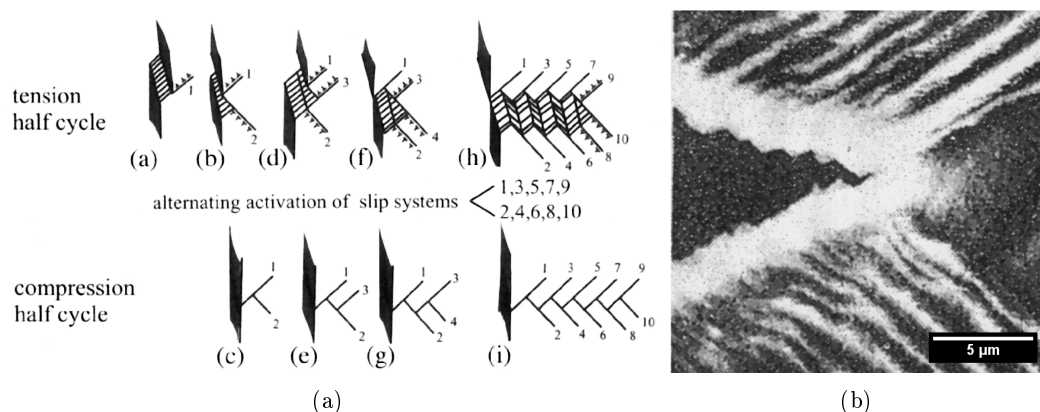 tension
half cycle
1
(a)
1
2
(b)
1
3
2
(d)
1
3
4
2
(f)
1 3 5 7
9
10
2 4 6 8
(h)
alternating activation of slip systems
1,3,5,7,9
2,4,6,8,10
compression
half cycle
1
2
(c)
1
3
2
(e)
1
3
4
2
(g)
1 3 5 7 9
10
2 4 6 8
(i)
5 µm
(a)
(b)